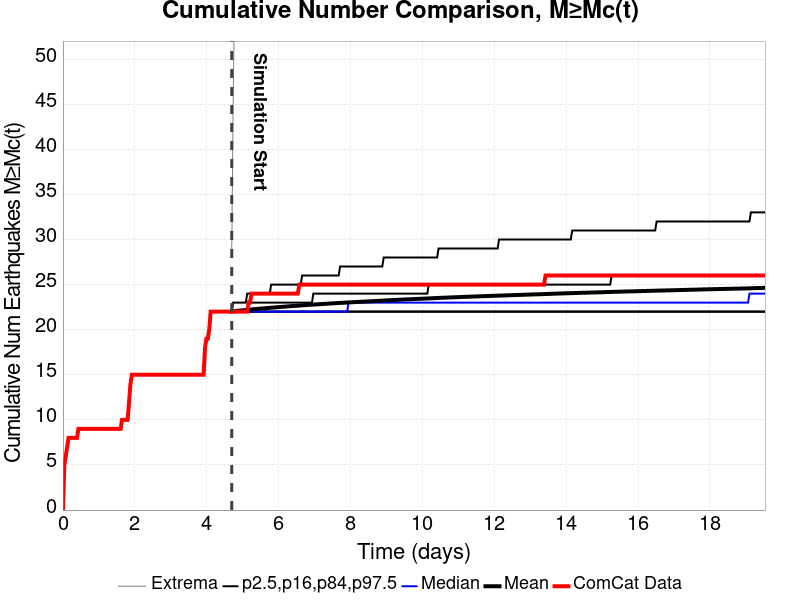 Cumulative Number Comparison, M≥Mc(t)
Cumulative Num Earthquakes M≥Mc(t)
50
45
40
35
30
25
20
15
10
5
0
Simulation Start
0 2 4 6 8 10 12 14 16 18
Time (days)
Extrema p2.5,p16,p84,p97.5 Median Mean ComCat Data